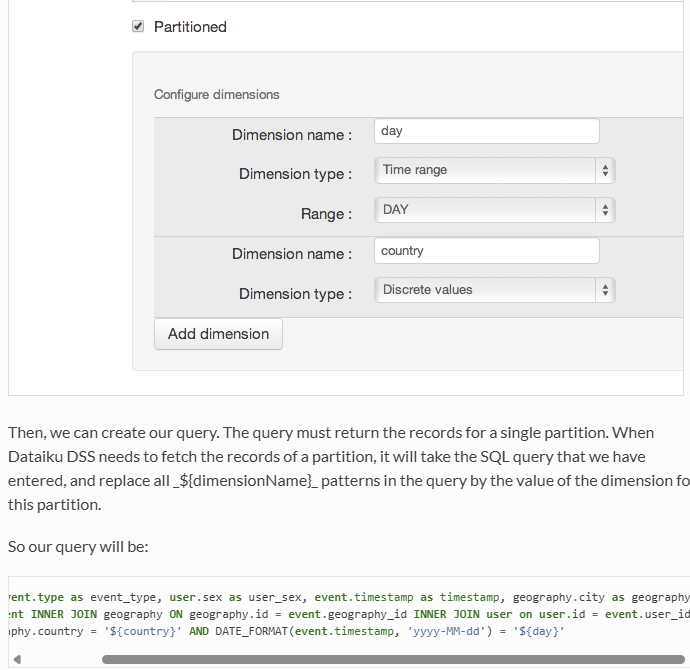 Partitioned
Configure dimensions
Dimension name : day
Dimension type : Time range
Range : DAY
Dimension name : country
Dimension type : Discrete values
Add dimension
Then, we can create our query. The query must return the records for a single partition. When
Dataiku DSS needs to fetch the records of a partition, it will take the SQL query that we have
entered, and replace all _${dimensionName}_ patterns in the query by the value of the dimension fo
this partition.
So our query will be:
vent.type as event_type, user.sex as user_sex, event.timestamp as timestamp, geography.city as geography
ent INNER JOIN geography ON geography.id = event.geography_id INNER JOIN user on user.id = event.user_id
aphy.country = '${country}' AND DATE_FORMAT(event.timestamp, 'yyyy-MM-dd') = '${day}'